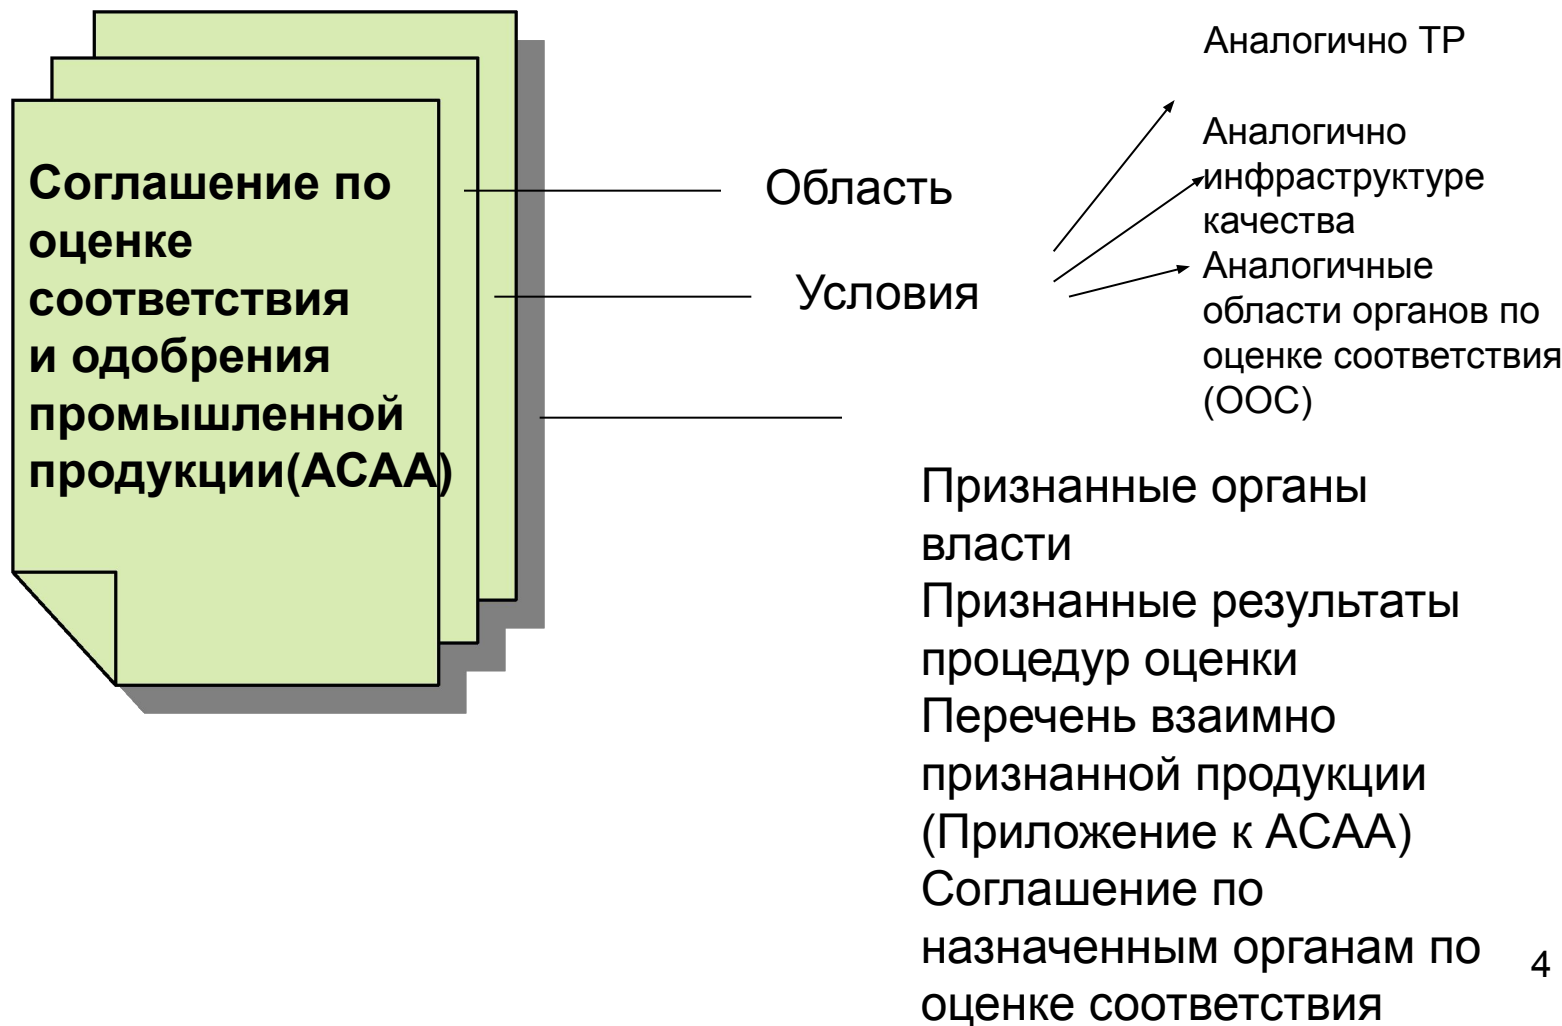 Соглашение по
оценке
соответствия
и одобрения
промышленной
продукции(АСАА)
Область
Условия
Аналогично ТР
Аналогично
инфраструктуре
качества
Аналогичные
области органов по
оценке соответствия
(ООС)
Признанные органы
власти
Признанные результаты
процедур оценки
Перечень взаимно
признанной продукции
(Приложение к АСАА)
Соглашение по
назначенным органам по
оценке соответствия
4